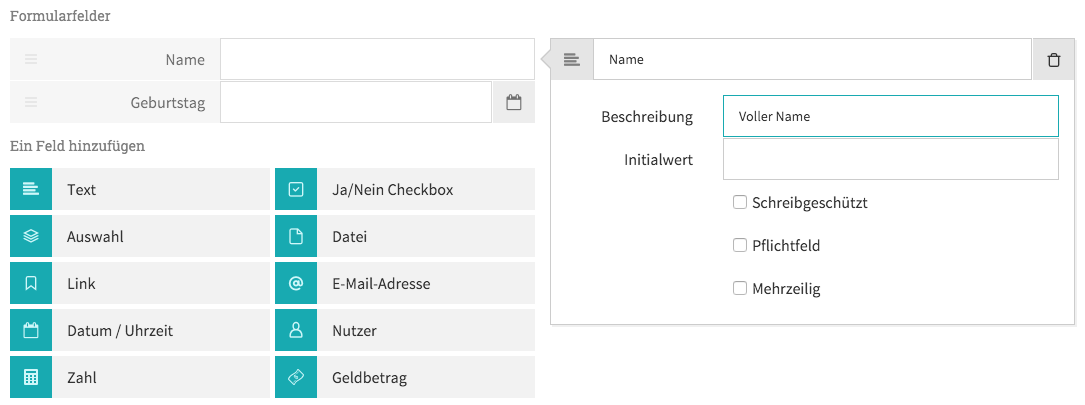 Formularfelder
Name
Geburtstag
Ein Feld hinzufügen
Text
Ja/Nein Checkbox
Auswahl
Datei
Link
E-Mail-Adresse
Datum / Uhrzeit
Nutzer
Zahl
Geldbetrag
Name
Beschreibung Voller Name
Initialwert
Schreibgeschützt
Pflichtfeld
Mehrzeilig